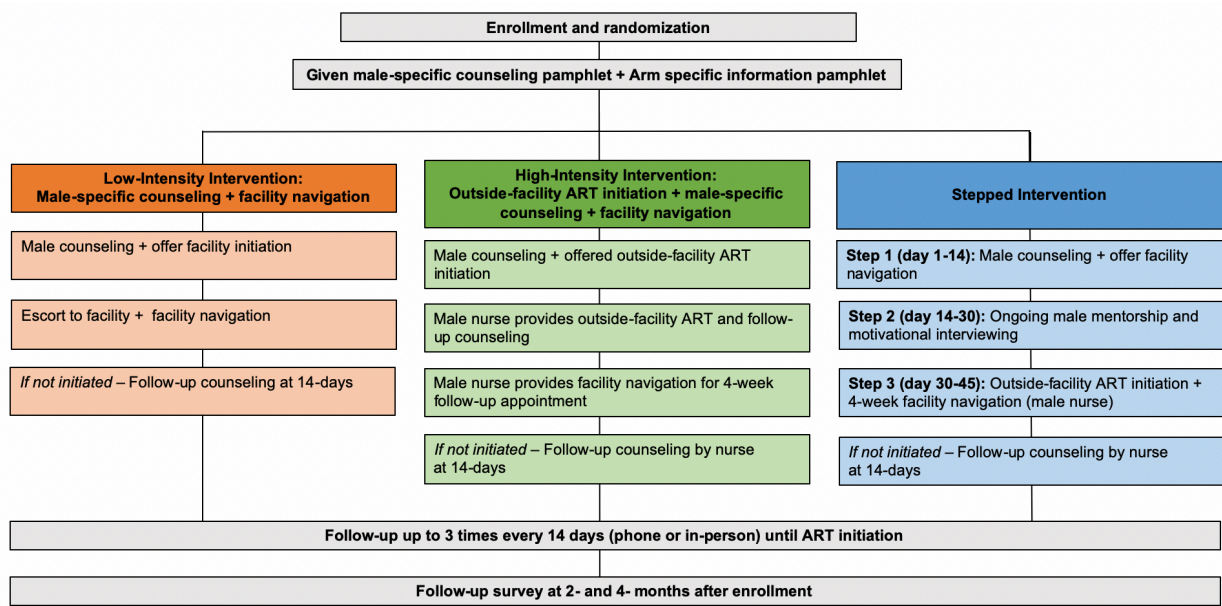 Enrollment and randomization
Given male-specific counseling pamphlet + Arm specific information pamphlet
Low-Intensity Intervention:
Male-specific counseling + facility navigation
Male counseling + offer facility initiation
Escort to facility + facility navigation
If not initiated – Follow-up counseling at 14-days
High-Intensity Intervention:
Outside-facility ART initiation + male-specific
counseling + facility navigation
Male counseling + offered outside-facility ART
initiation
Male nurse provides outside-facility ART and follow-
up counseling
Male nurse provides facility navigation for 4-week
follow-up appointment
If not initiated – Follow-up counseling by nurse
at 14-days
Stepped Intervention
Step 1 (day 1-14): Male counseling + offer facility
navigation
Step 2 (day 14-30): Ongoing male mentorship and
motivational interviewing
Step 3 (day 30-45): Outside-facility ART initiation +
4-week facility navigation (male nurse)
If not initiated – Follow-up counseling by nurse
at 14-days
Follow-up up to 3 times every 14 days (phone or in-person) until ART initiation
Follow-up survey at 2- and 4- months after enrollment